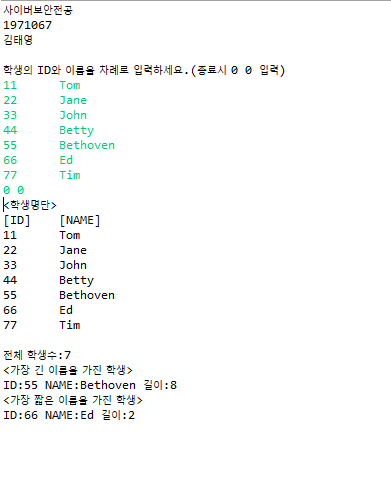 사이버보안전공
1971067
김태영
학생의 ID와 이름을 차례로 입력하세요.(종료시 0 0 입력)
11 Tom
22 Jane
33 John
44 Betty
55 Bethoven
66 Ed
77 Tim
0 0
<학생명단>
[ID] [NAME]
11 Tom
22 Jane
33 John
44 Betty
55 Bethoven
66 Ed
77 Tim
전체 학생수:7
<가장 긴 이름을 가진 학생>
ID:55 NAME:Bethoven 길이:8
<가장 짧은 이름을 가진 학생>
ID:66 NAME:Ed 길이:2